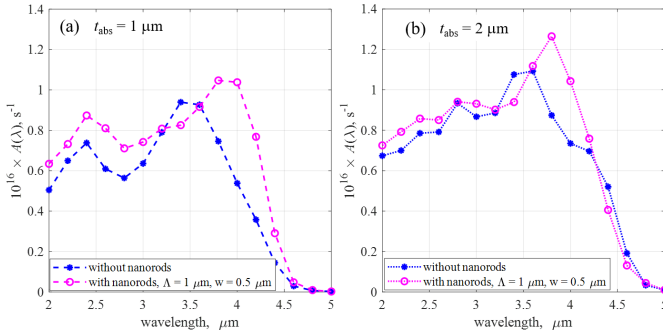 (a) t_abs = 1 μm
10^16 × A(λ), s^-1
1.4
1.2
1
0.8
0.6
0.4
0.2
0
without nanorods
with nanorods, Λ = 1 μm, w = 0.5 μm
2 2.5 3 3.5 4 4.5 5
wavelength, μm
(b) t_abs = 2 μm
10^16 × A(λ), s^-1
1.4
1.2
1
0.8
0.6
0.4
0.2
0
without nanorods
with nanorods, Λ = 1 μm, w = 0.5 μm
2 2.5 3 3.5 4 4.5 5
wavelength, μm